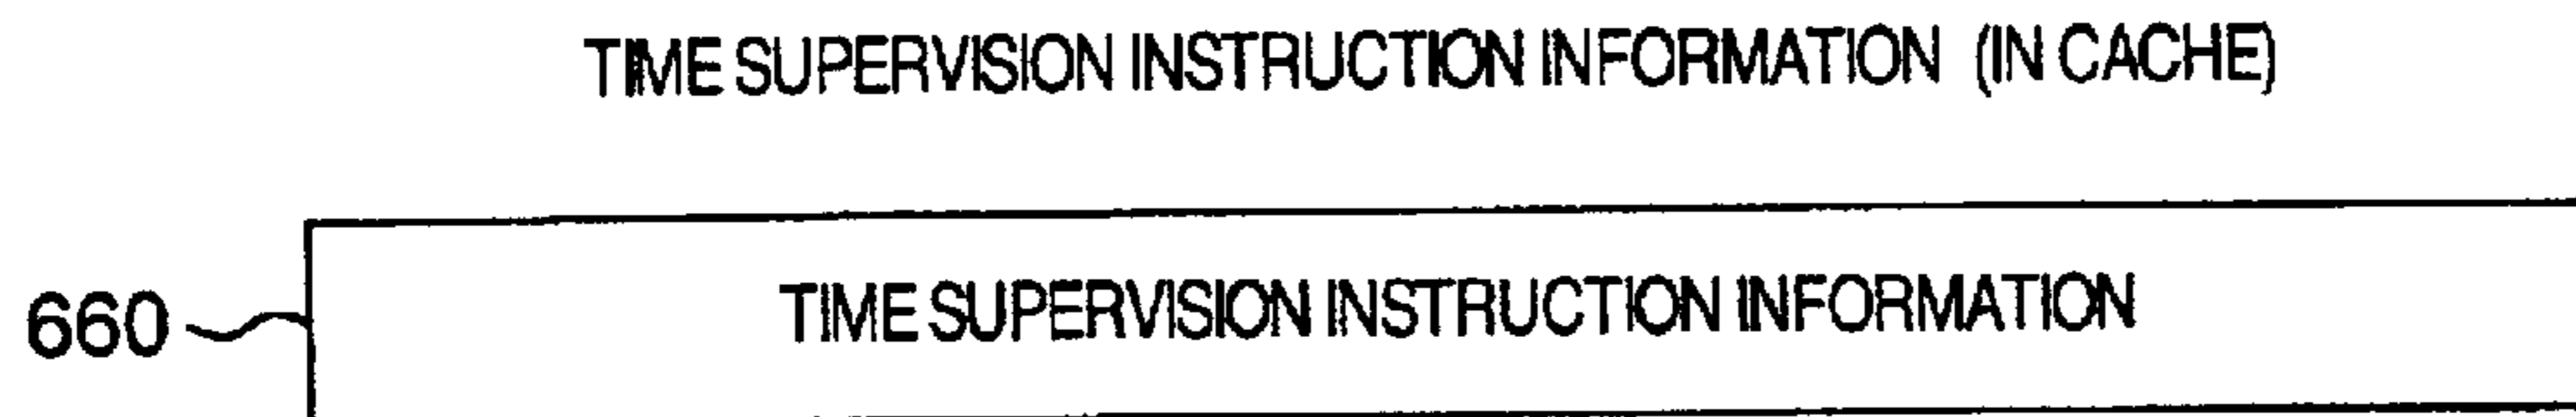 TIME SUPERVISION INSTRUCTION INFORMATION (IN CACHE)
660 TIME SUPERVISION INSTRUCTION INFORMATION